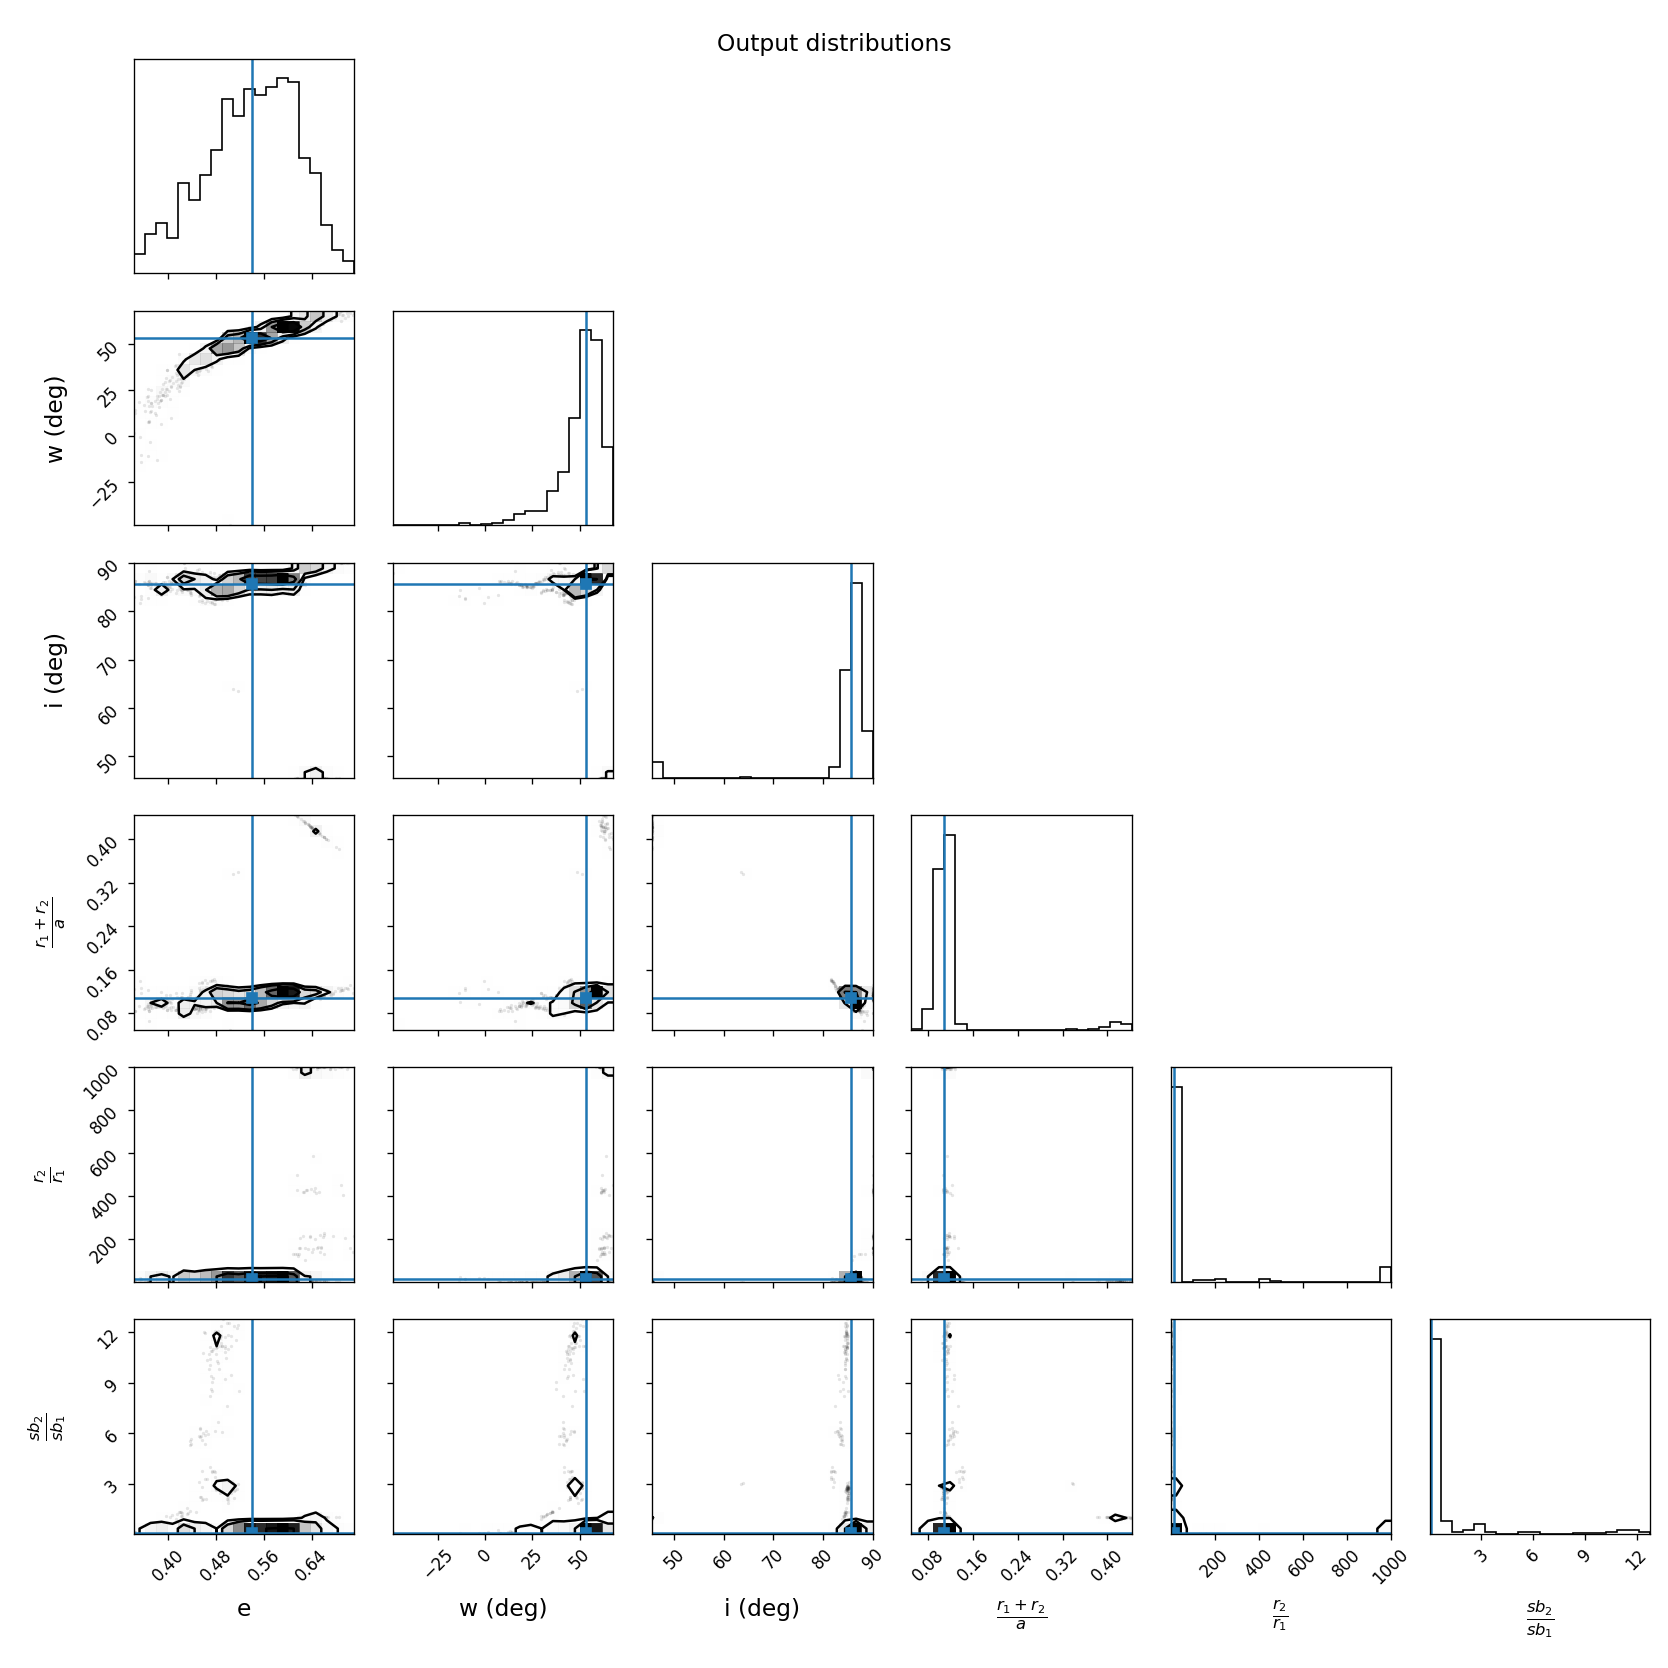 Output distributions
w (deg)
50
25
0
−25
i (deg)
90
80
70
60
50
r₁ + r₂
a
0.40
0.32
0.24
0.16
0.08
r₂
r₁
1000
800
600
400
200
sb₂
sb₁
12
9
6
3
0.40 0.48 0.56 0.64
−25 0 25 50
50 60 70 80 90
0.08 0.16 0.24 0.32 0.40
200 400 600 800 1000
3 6 9 12
e
w (deg)
i (deg)
r₁ + r₂
a
r₂
r₁
sb₂
sb₁